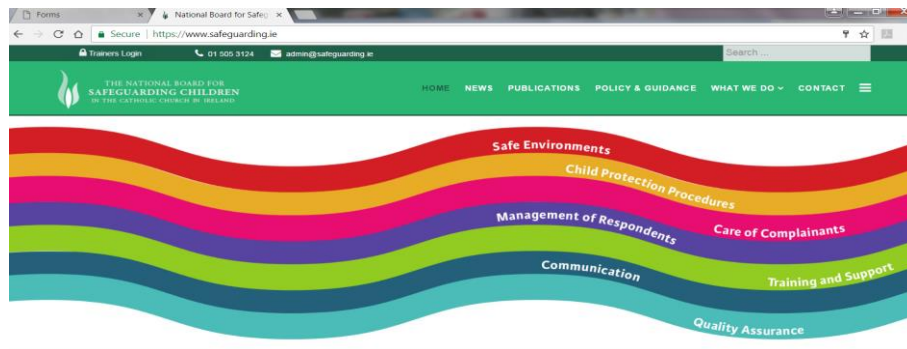 Forms
National Board for Safeg
Secure https://www.safeguarding.ie
Trainers Login 01 505 3124 admin@safeguarding.ie Search ...
THE NATIONAL BOARD FOR
SAFEGUARDING CHILDREN
IN THE CATHOLIC CHURCH IN IRELAND
HOME NEWS PUBLICATIONS POLICY & GUIDANCE WHAT WE DO CONTACT
Safe Environments
Child Protection Procedures
Care of Complainants
Management of Respondents
Training and Support
Communication
Quality Assurance